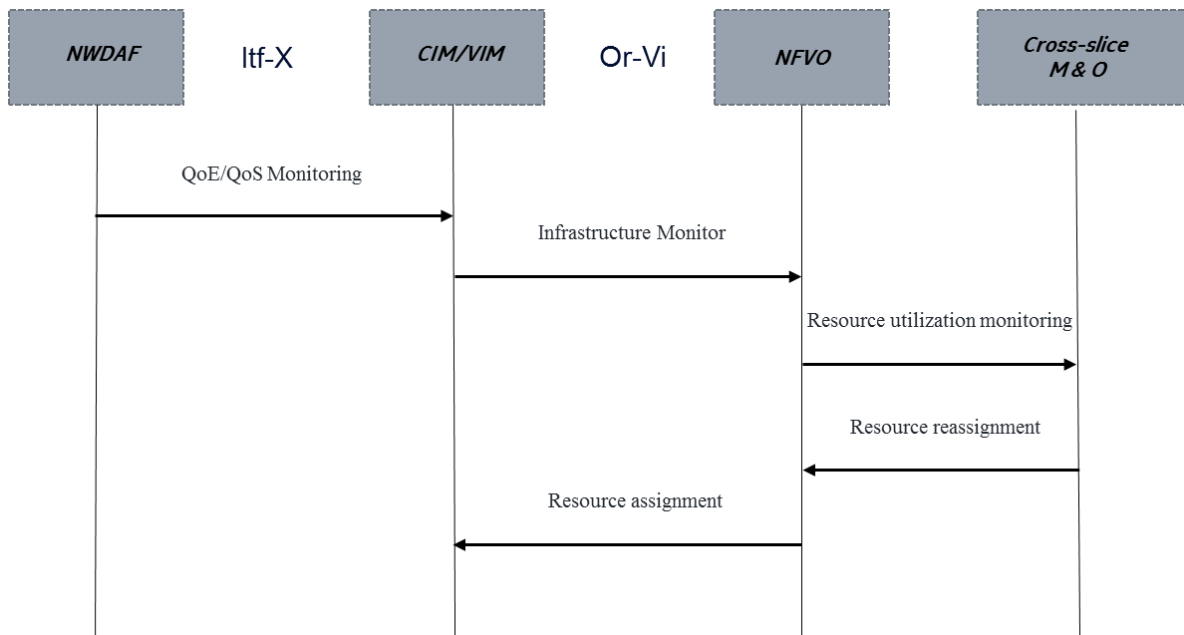 NWDAF
Itf-X
CIM/VIM
Or-Vi
NFVO
Cross-slice
M & O
QoE/QoS Monitoring
Infrastructure Monitor
Resource utilization monitoring
Resource reassignment
Resource assignment